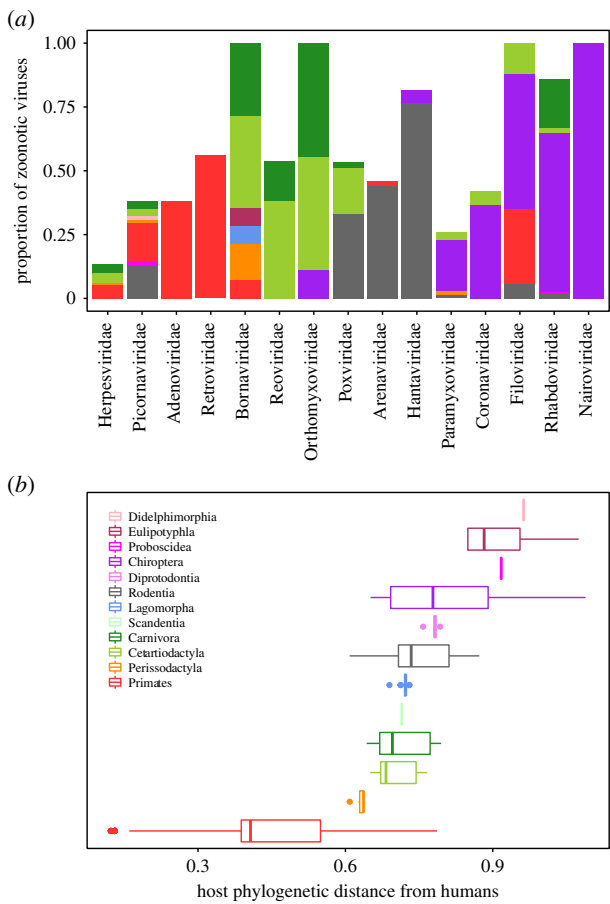 (a)
proportion of zoonotic viruses
1.00
0.75
0.50
0.25
0
Herpesviridae
Picornaviridae
Adenoviridae
Retroviridae
Bornaviridae
Reoviridae
Orthomyxoviridae
Poxviridae
Arenaviridae
Hantaviridae
Paramyxoviridae
Coronaviridae
Filoviridae
Rhabdoviridae
Nairoviridae
(b)
Didelphimorphia
Eulipotyphla
Proboscidea
Chiroptera
Diprotodontia
Rodentia
Lagomorpha
Scandentia
Carnivora
Cetartiodactyla
Perissodactyla
Primates
0.3
0.6
0.9
host phylogenetic distance from humans